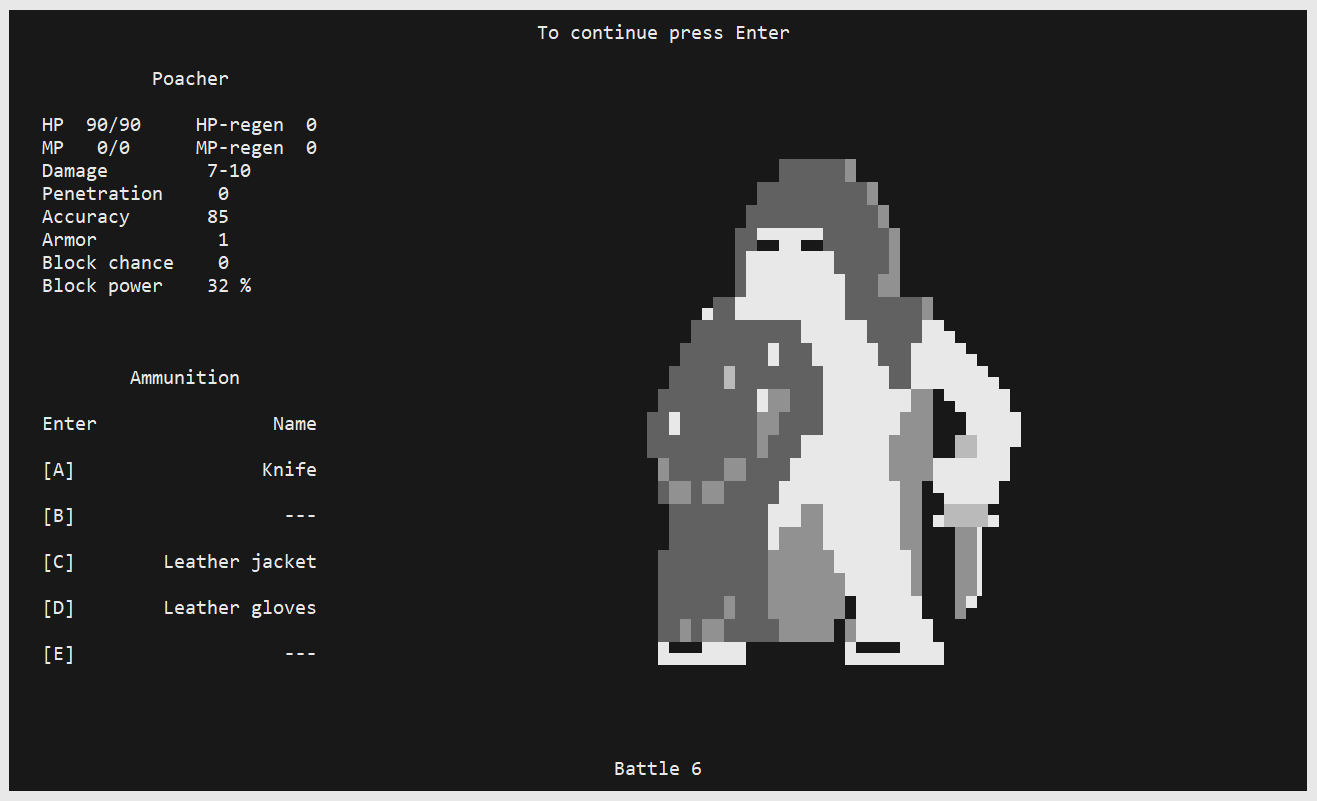 To continue press Enter
Poacher
HP 90/90 HP-regen 0
MP 0/0 MP-regen 0
Damage 7-10
Penetration 0
Accuracy 85
Armor 1
Block chance 0
Block power 32 %
Ammunition
Enter Name
[A] Knife
[B] ---
[C] Leather jacket
[D] Leather gloves
[E] ---
Battle 6